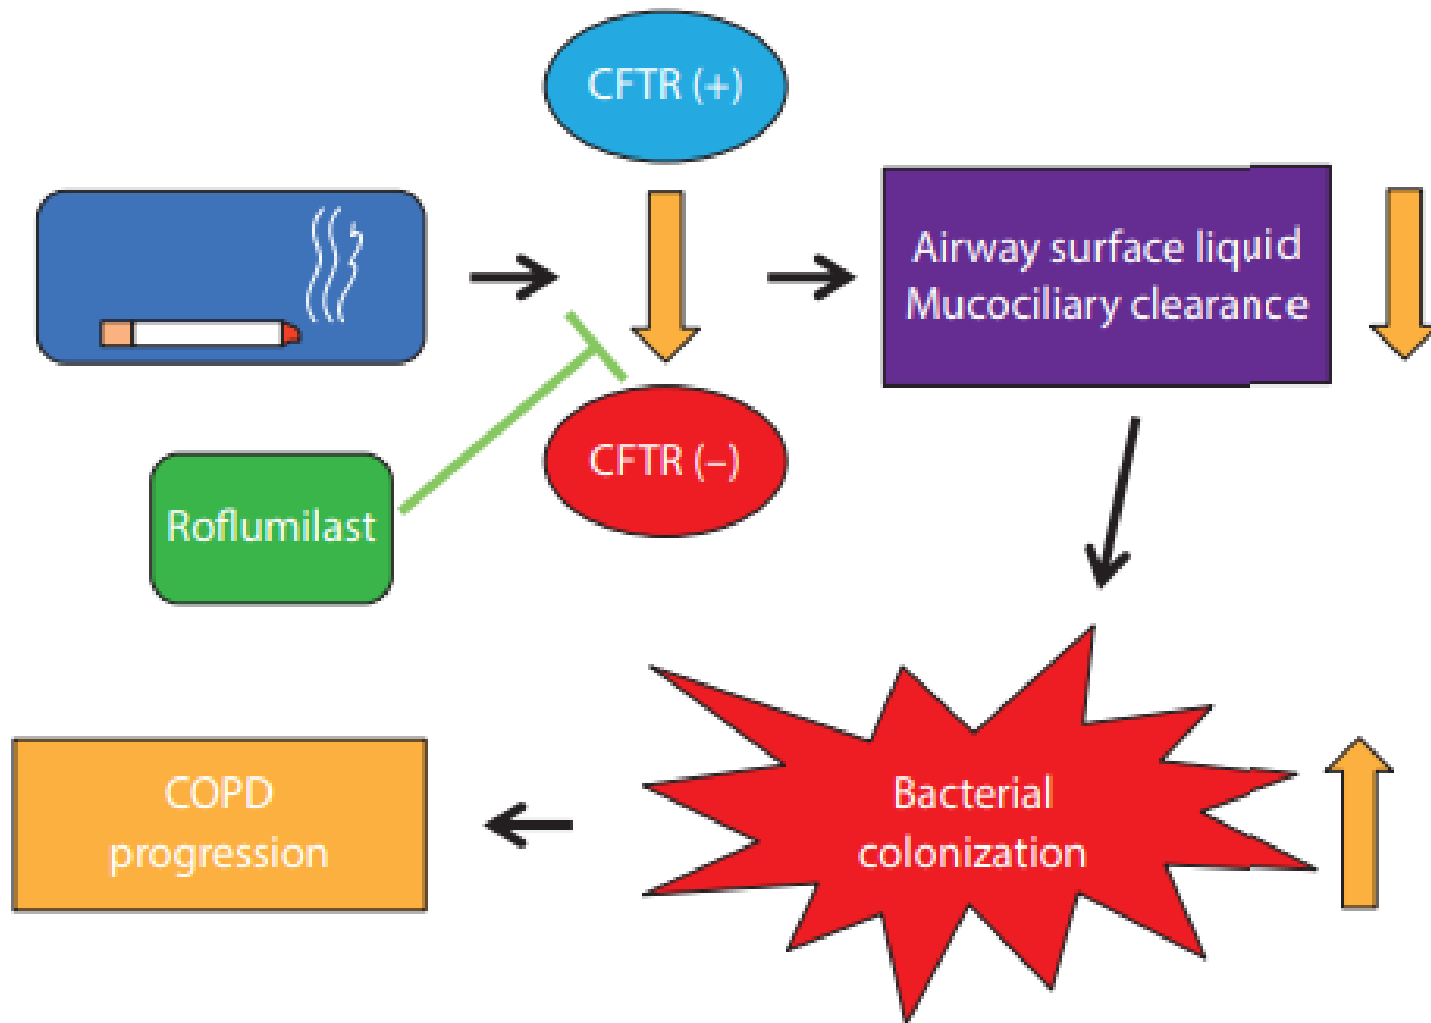 CFTR (+)
Airway surface liquid
Mucociliary clearance
CFTR (–)
Roflumilast
Bacterial
colonization
COPD
progression